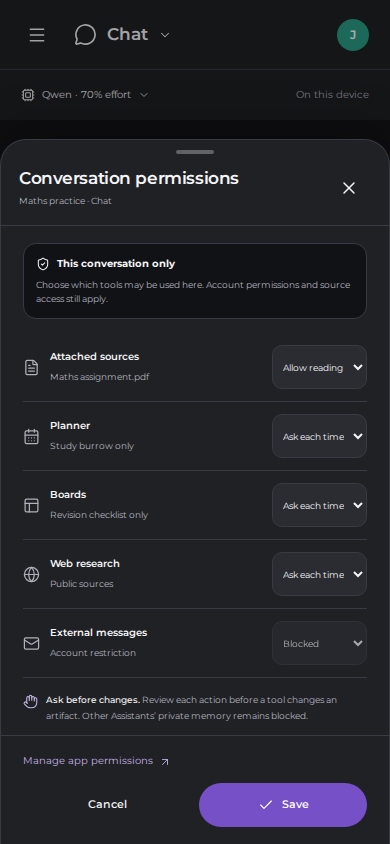 Chat
J
Qwen · 70% effort
On this device
Conversation permissions
Maths practice · Chat
This conversation only
Choose which tools may be used here. Account permissions and source
access still apply.
Attached sources
Maths assignment.pdf
Allow reading
Planner
Study burrow only
Ask each time
Boards
Revision checklist only
Ask each time
Web research
Public sources
Ask each time
External messages
Account restriction
Blocked
Ask before changes. Review each action before a tool changes an
artifact. Other Assistants' private memory remains blocked.
Manage app permissions
Cancel
Save